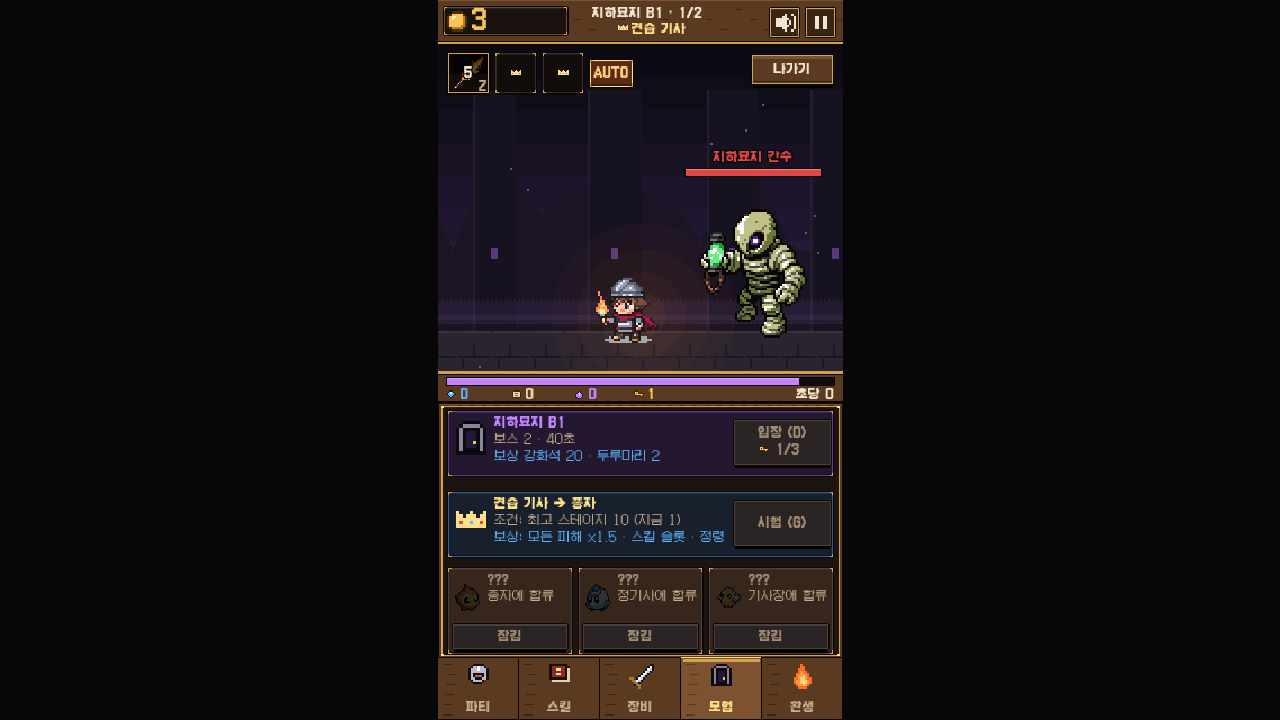 3
지하묘지 B1 · 1/2
견습 기사
5
Z
AUTO
나가기
지하묘지 간수
0
0
0
1
초당 0
지하묘지 B1
보스 2 · 40초
보상 강화석 20 · 두루마리 2
입장 (D)
1/3
견습 기사 → 종자
조건: 최고 스테이지 10 (지금 1)
보상: 모든 피해 x1.5 · 스킬 슬롯 · 정령
시험 (G)
???
종자에 합류
잠김
???
정기사에 합류
잠김
???
기사장에 합류
잠김
파티
스킬
장비
모험
환생